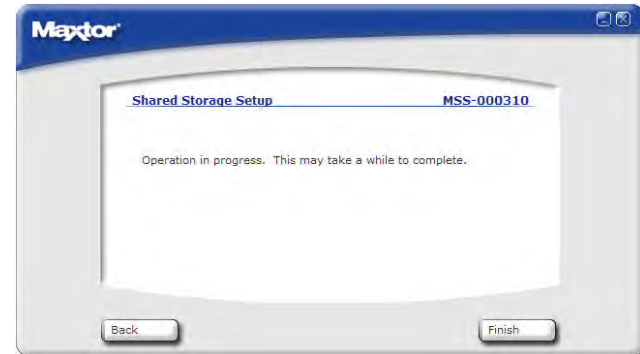 Maxtor
Shared Storage Setup MSS-000310
Operation in progress. This may take a while to complete.
Back Finish